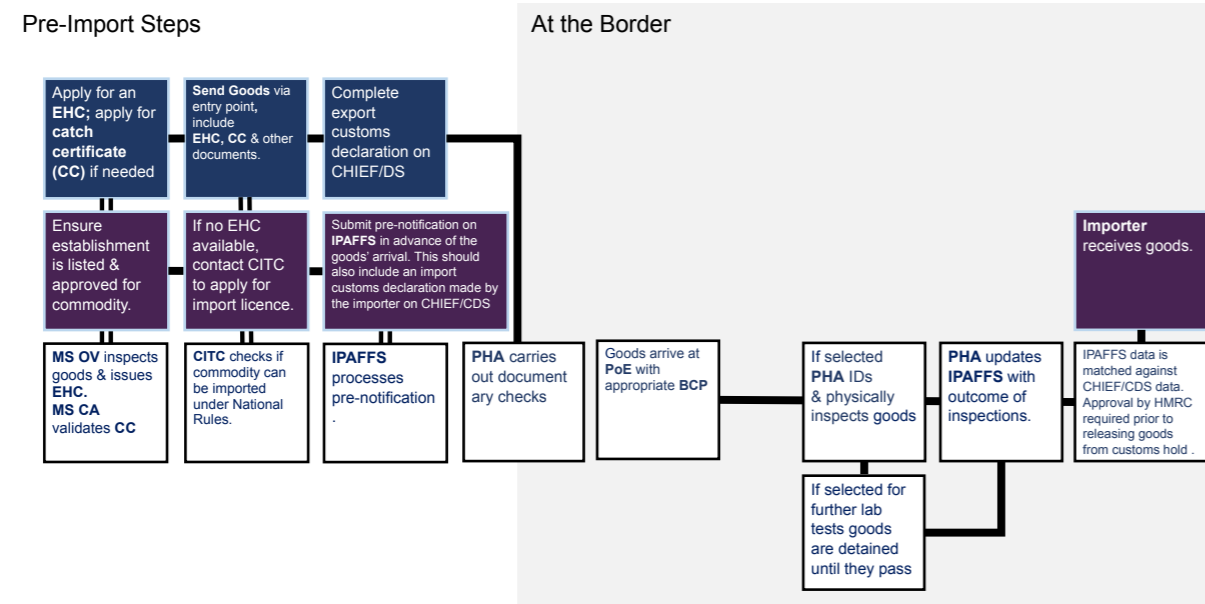 Pre-Import Steps
At the Border
Apply for an
EHC; apply for
catch
certificate
(CC) if needed
Send Goods via
entry point,
include
EHC, CC & other
documents.
Complete
export
customs
declaration on
CHIEF/DS
Ensure
establishment
is listed &
approved for
commodity.
If no EHC
available,
contact CITC
to apply for
import licence.
Submit pre-notification on
IPAFFS in advance of the
goods' arrival. This should
also include an import
customs declaration made by
the importer on CHIEF/CDS
Importer
receives goods.
MS OV inspects
goods & issues
EHC.
MS CA
validates CC
CITC checks if
commodity can
be imported
under National
Rules.
IPAFFS
processes
pre-notification
.
PHA carries
out document
ary checks
Goods arrive at
PoE with
appropriate BCP
If selected
PHA IDs
& physically
inspects goods
PHA updates
IPAFFS with
outcome of
inspections.
IPAFFS data is
matched against
CHIEF/CDS data.
Approval by HMRC
required prior to
releasing goods
from customs hold .
If selected for
further lab
tests goods
are detained
until they pass